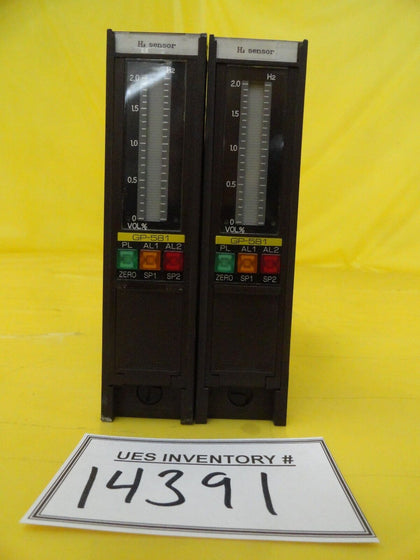 H₂ sensor
2.0 H2
1.5
1.0
0.5
0
VOL%
GP-581
PL AL1 AL2
ZERO SP1 SP2
H₂ sensor
2.0 H2
1.5
1.0
0.5
0
VOL%
GP-581
PL AL1 AL2
ZERO SP1 SP2
UES INVENTORY #
14391